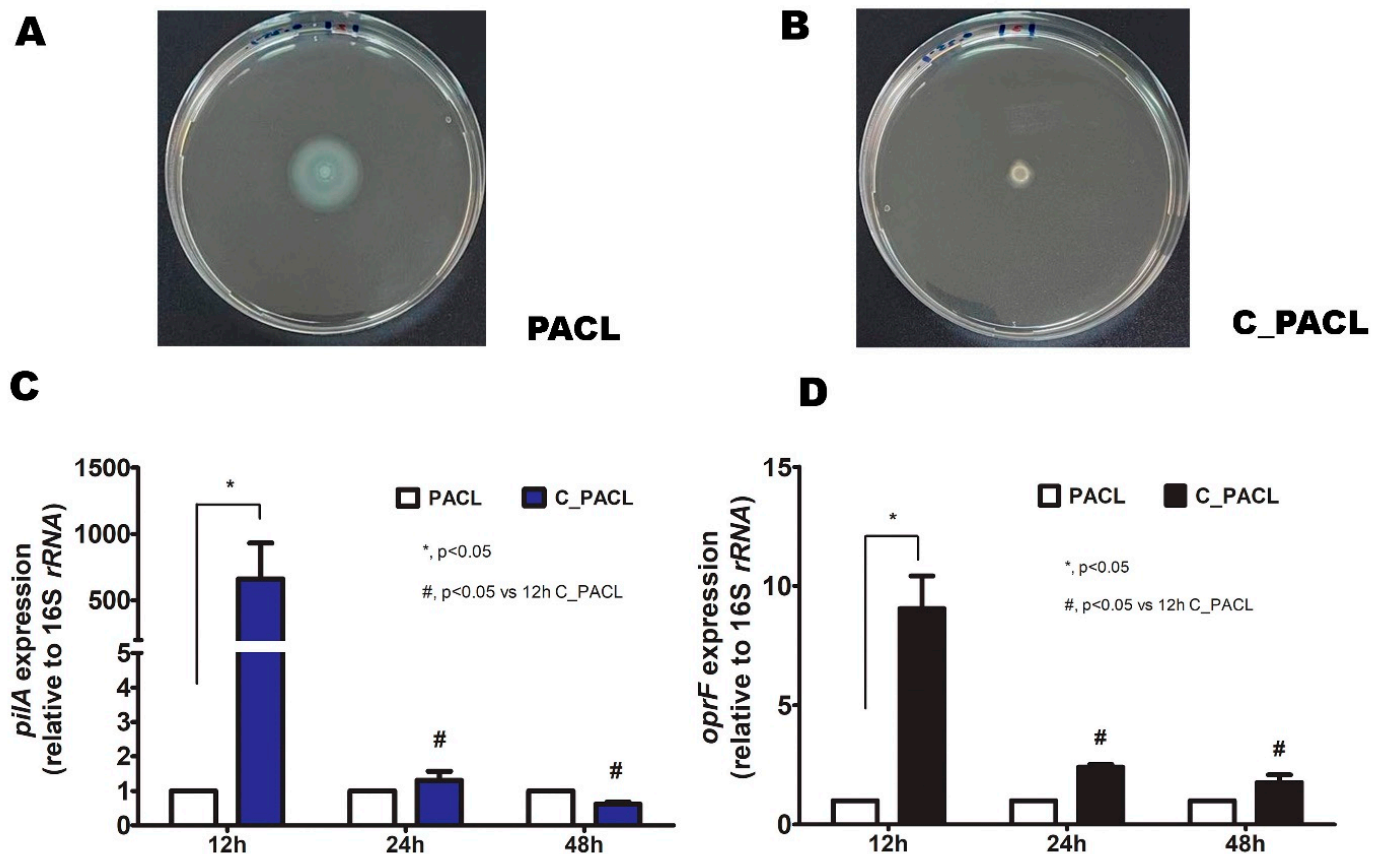 A
B
PACL
C_PACL
C
D
1500
1000
500
5
4
3
2
1
0
pilA expression
(relative to 16S rRNA)
PACL
C_PACL
*
*, p<0.05
#, p<0.05 vs 12h C_PACL
#
#
12h
24h
48h
15
10
5
0
oprF expression
(relative to 16S rRNA)
PACL
C_PACL
*
*, p<0.05
#, p<0.05 vs 12h C_PACL
#
#
12h
24h
48h